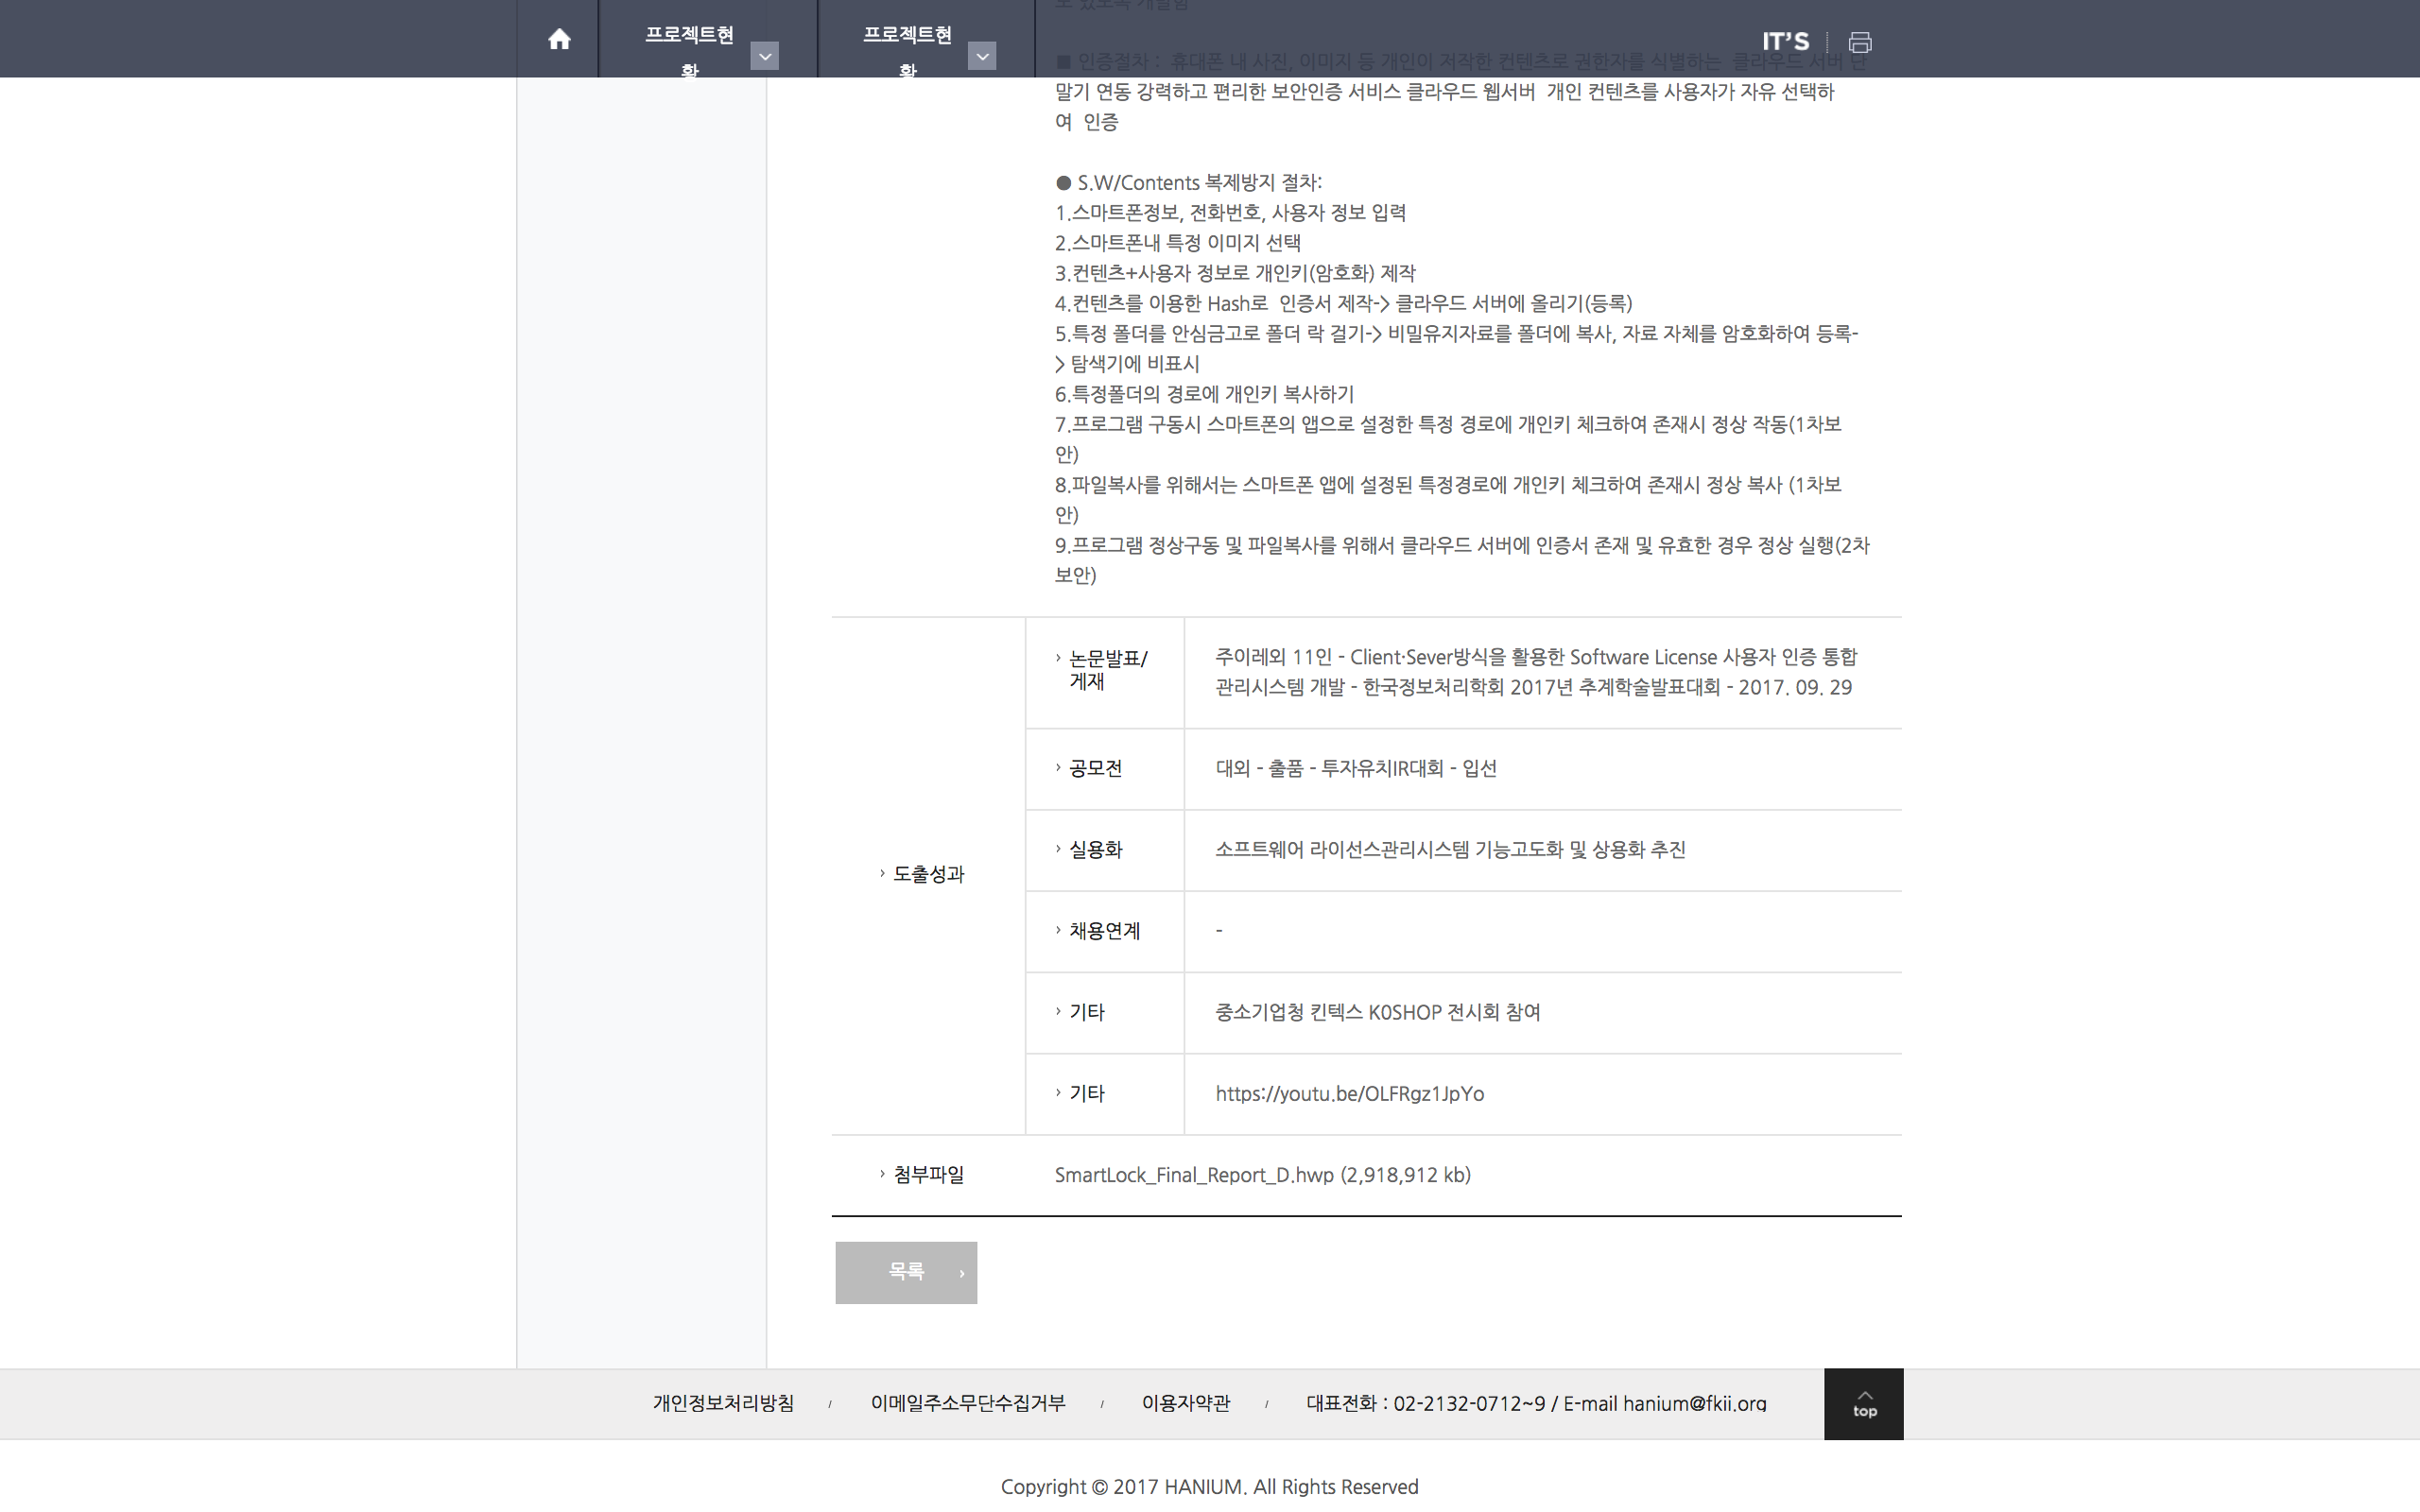 프로젝트현
황
프로젝트현
황
IT'S
■ 인증절차 :  휴대폰 내 사진, 이미지 등 개인이 저작한 컨텐츠로 권한자를 식별하는  클라우드 서버 단
말기 연동 강력하고 편리한 보안인증 서비스 클라우드 웹서버  개인 컨텐츠를 사용자가 자유 선택하
여  인증
● S.W/Contents 복제방지 절차:
1.스마트폰정보, 전화번호, 사용자 정보 입력
2.스마트폰내 특정 이미지 선택
3.컨텐츠+사용자 정보로 개인키(암호화) 제작
4.컨텐츠를 이용한 Hash로  인증서 제작-> 클라우드 서버에 올리기(등록)
5.특정 폴더를 안심금고로 폴더 락 걸기-> 비밀유지자료를 폴더에 복사, 자료 자체를 암호화하여 등록-
> 탐색기에 비표시
6.특정폴더의 경로에 개인키 복사하기
7.프로그램 구동시 스마트폰의 앱으로 설정한 특정 경로에 개인키 체크하여 존재시 정상 작동(1차보
안)
8.파일복사를 위해서는 스마트폰 앱에 설정된 특정경로에 개인키 체크하여 존재시 정상 복사 (1차보
안)
9.프로그램 정상구동 및 파일복사를 위해서 클라우드 서버에 인증서 존재 및 유효한 경우 정상 실행(2차
보안)
도출성과
논문발표/
게재
주이레외 11인 - Client·Sever방식을 활용한 Software License 사용자 인증 통합
관리시스템 개발 - 한국정보처리학회 2017년 추계학술발표대회 - 2017. 09. 29
공모전
대외 - 출품 - 투자유치IR대회 - 입선
실용화
소프트웨어 라이선스관리시스템 기능고도화 및 상용화 추진
채용연계
-
기타
중소기업청 킨텍스 K0SHOP 전시회 참여
기타
https://youtu.be/OLFRgz1JpYo
첨부파일
SmartLock_Final_Report_D.hwp (2,918,912 kb)
목록
개인정보처리방침 / 이메일주소무단수집거부 / 이용자약관 / 대표전화 : 02-2132-0712~9 / E-mail hanium@fkii.org
top
Copyright © 2017 HANIUM. All Rights Reserved